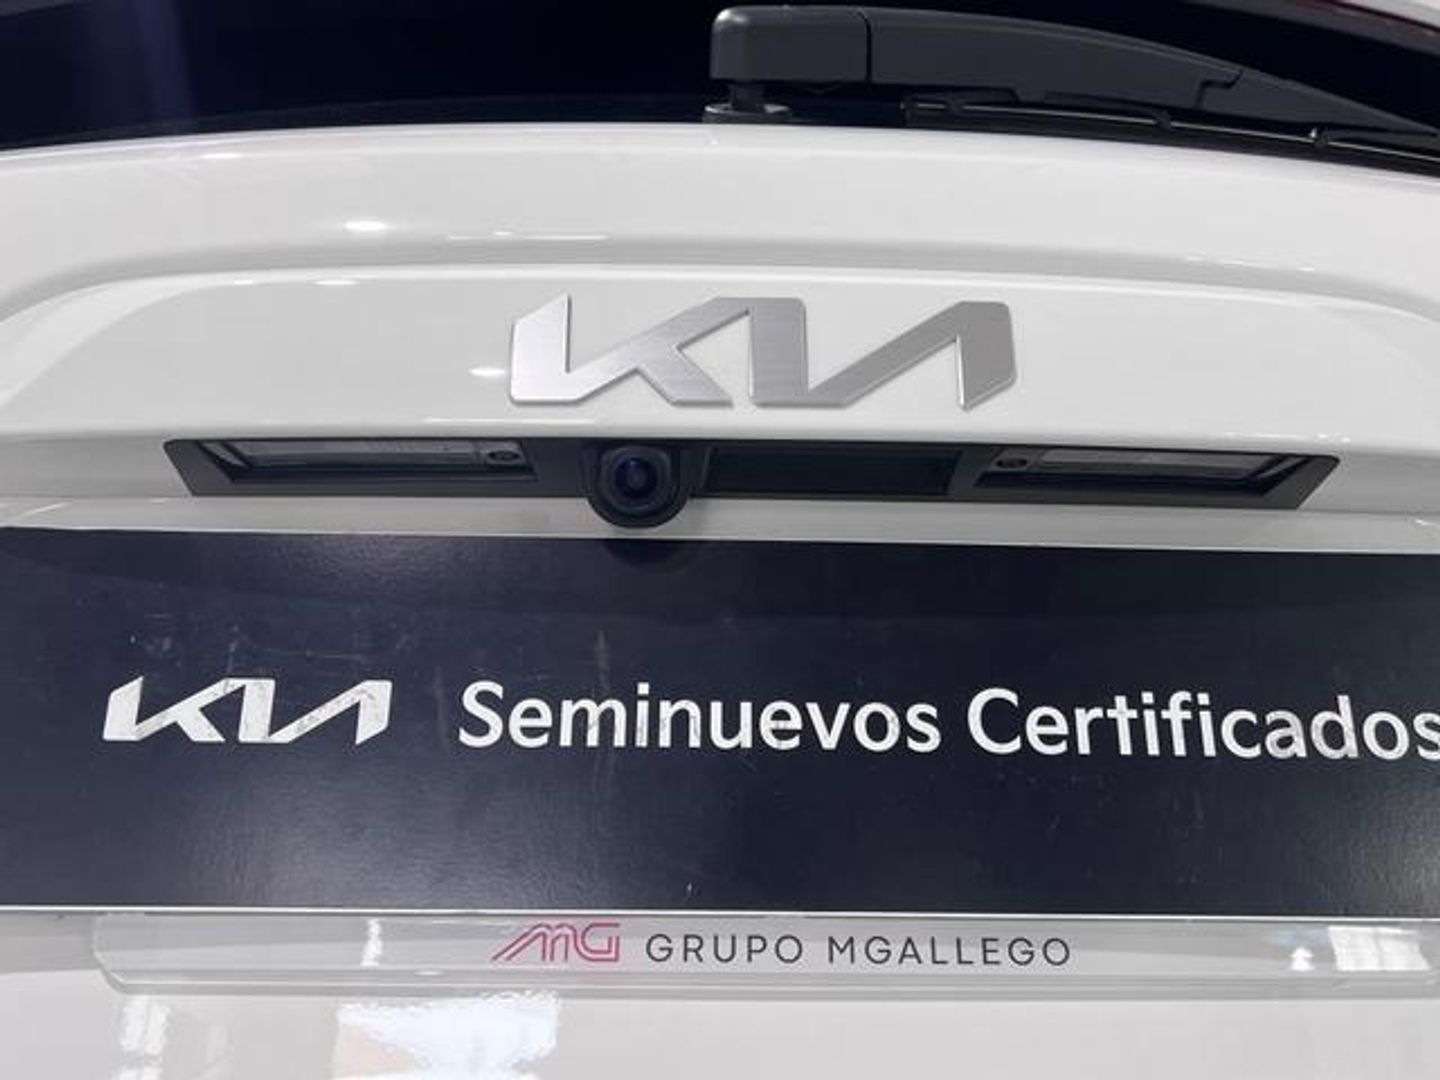 KIA
KIA Seminuevos Certificados
MG GRUPO MGALLEGO